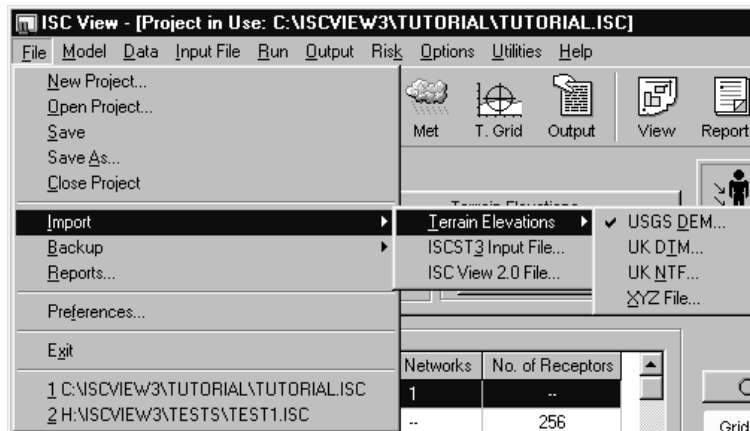 ISC View - [Project in Use: C:\ISCVIEW3\TUTORIAL\TUTORIAL.ISC]
File Model Data Input File Run Output Risk Options Utilities Help
New Project...
Open Project...
Save
Save As...
Close Project
Import
Backup
Reports...
Preferences...
Exit
1 C:\ISCVIEW3\TUTORIAL\TUTORIAL.ISC
2 H:\ISCVIEW3\TESTS\TEST1.ISC
Met T. Grid Output View Report
Terrain Elevations
Terrain Elevations
ISCST3 Input File...
ISC View 2.0 File...
USGS DEM...
UK DTM...
UK NTF...
XYZ File...
Networks No. of Receptors
1 --
-- 256
Grid